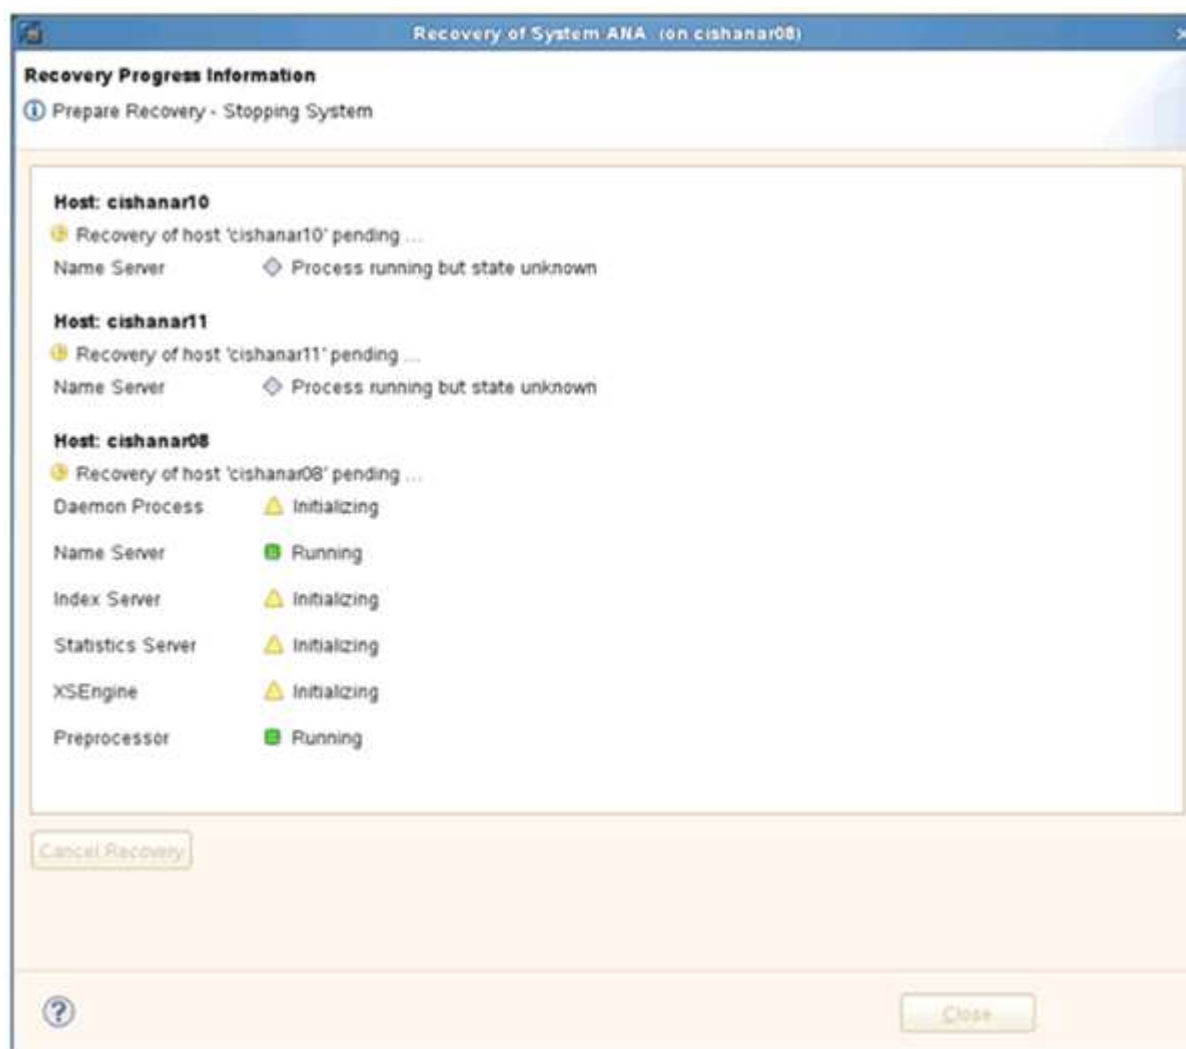 Recovery of System ANA (on cishanar08)
Recovery Progress Information
Prepare Recovery - Stopping System
Host: cishanar10
Recovery of host 'cishanar10' pending ...
Name Server Process running but state unknown
Host: cishanar11
Recovery of host 'cishanar11' pending ...
Name Server Process running but state unknown
Host: cishanar08
Recovery of host 'cishanar08' pending ...
Daemon Process Initializing
Name Server Running
Index Server Initializing
Statistics Server Initializing
XSEngine Initializing
Preprocessor Running
Cancel Recovery
?
Close